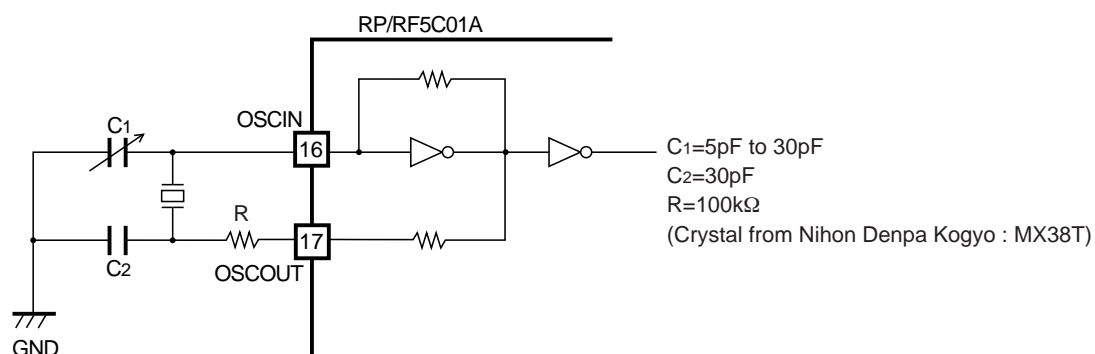 RP/RF5C01A
OSCIN
C1
16
C1=5pF to 30pF
C2=30pF
R=100kΩ
(Crystal from Nihon Denpa Kogyo : MX38T)
R
17
C2
OSCOUT
GND